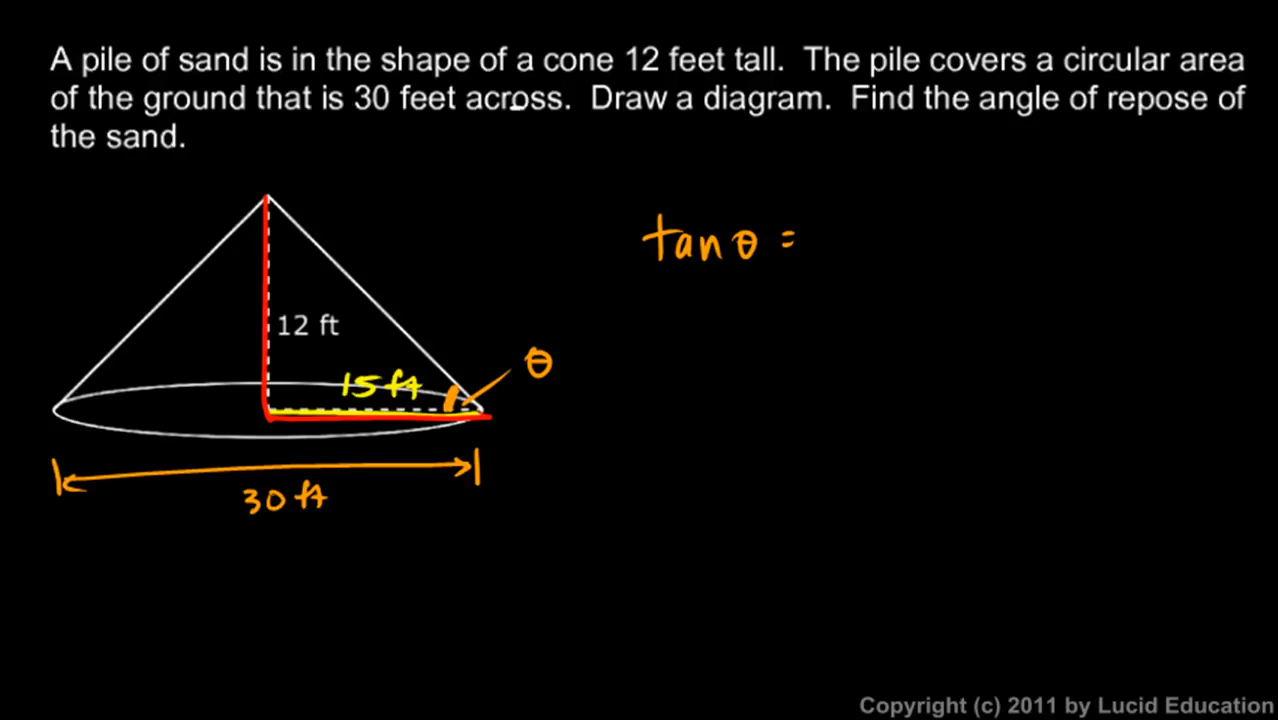 A pile of sand is in the shape of a cone 12 feet tall. The pile covers a circular area
of the ground that is 30 feet across. Draw a diagram. Find the angle of repose of
the sand.
tan θ =
12 ft
θ
15 ft
30 ft
Copyright (c) 2011 by Lucid Education